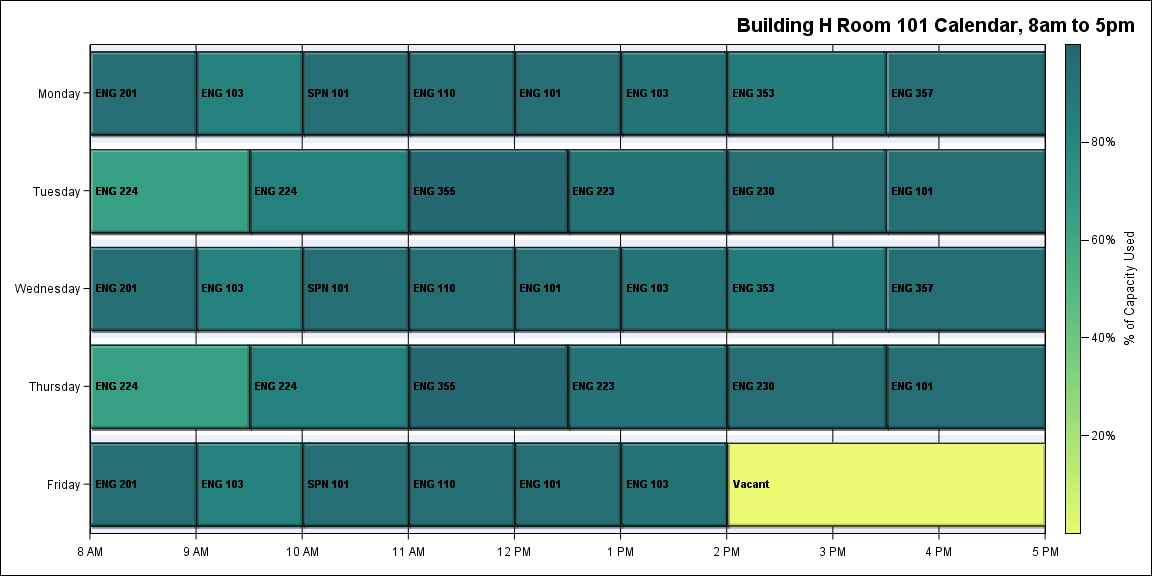 Building H Room 101 Calendar, 8am to 5pm
Monday
ENG 201 ENG 103 SPN 101 ENG 110 ENG 101 ENG 103 ENG 353 ENG 357
Tuesday
ENG 224 ENG 224 ENG 355 ENG 223 ENG 230 ENG 101
Wednesday
ENG 201 ENG 103 SPN 101 ENG 110 ENG 101 ENG 103 ENG 353 ENG 357
Thursday
ENG 224 ENG 224 ENG 355 ENG 223 ENG 230 ENG 101
Friday
ENG 201 ENG 103 SPN 101 ENG 110 ENG 101 ENG 103 Vacant
8 AM 9 AM 10 AM 11 AM 12 PM 1 PM 2 PM 3 PM 4 PM 5 PM
80%
60%
40%
20%
% of Capacity Used